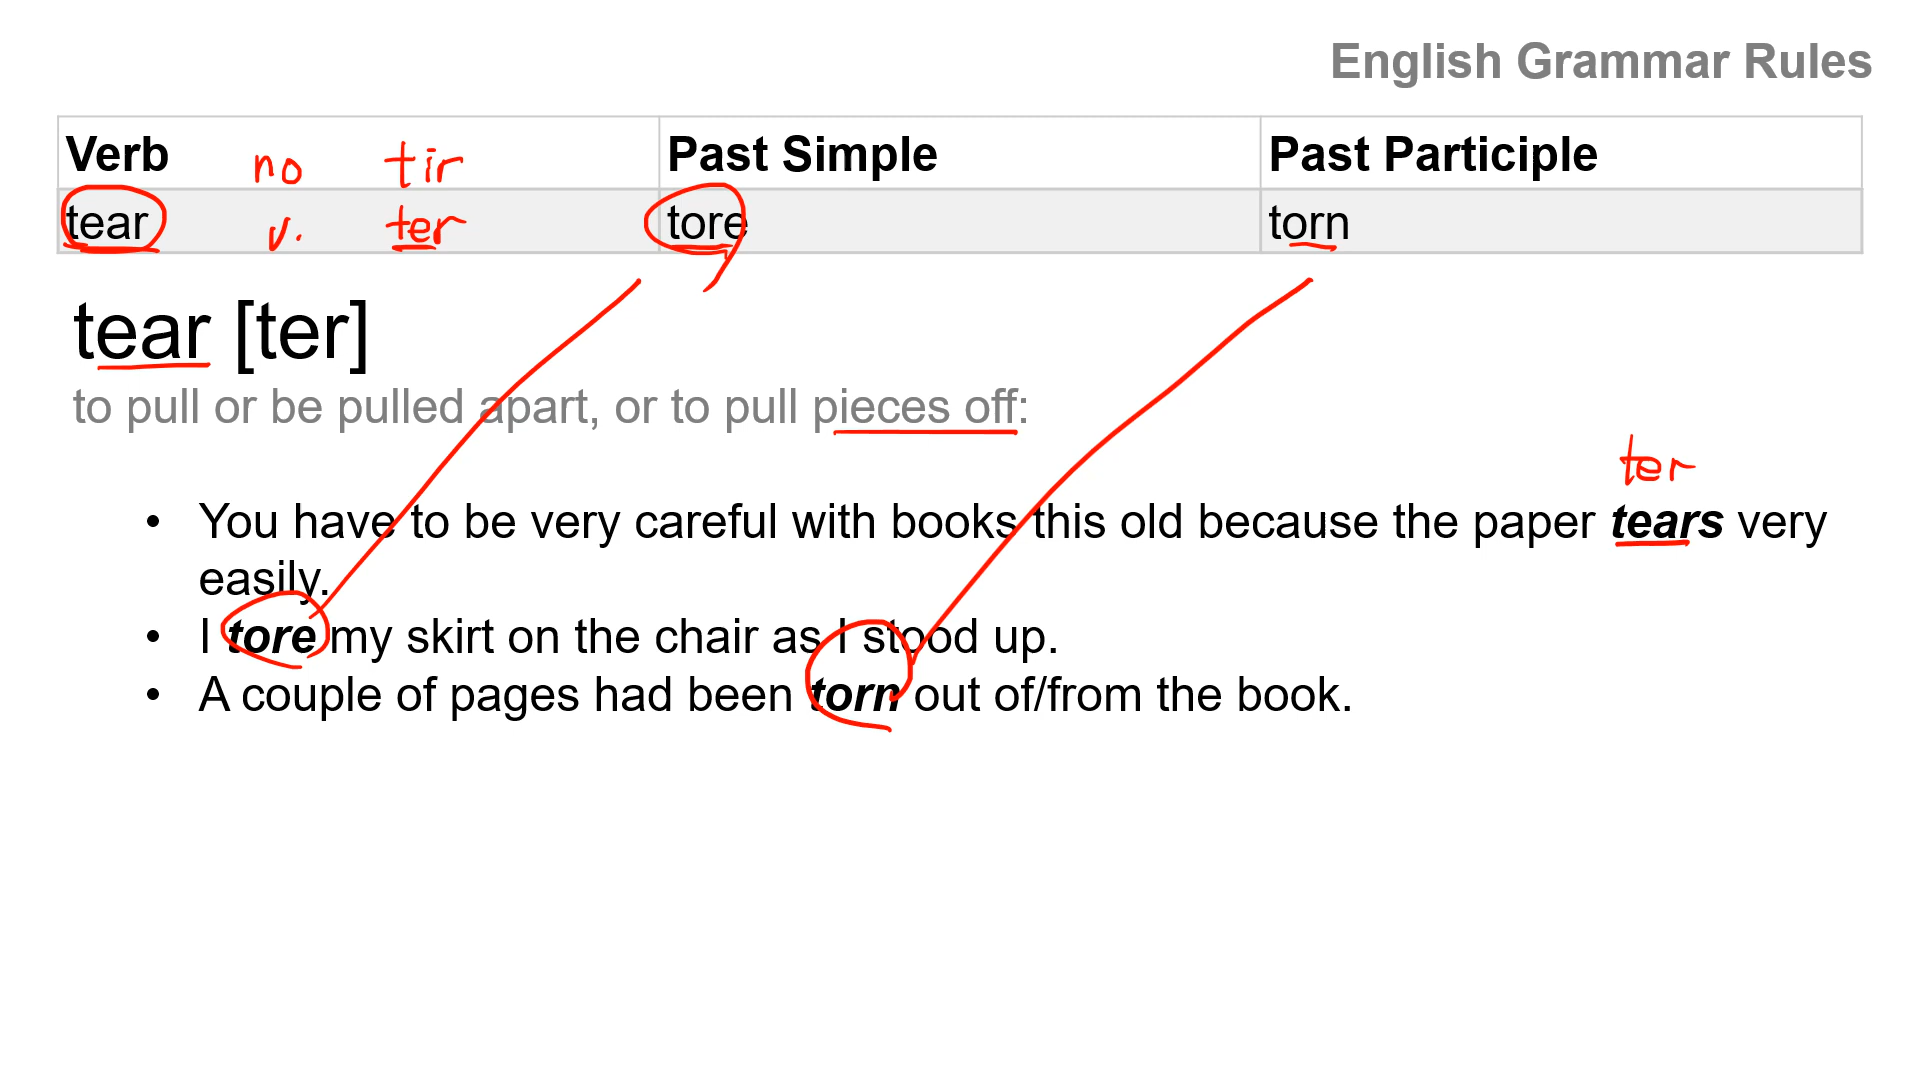 English Grammar Rules
Verb no tir Past Simple Past Participle
tear v. ter tore torn
tear [ter]
to pull or be pulled apart, or to pull pieces off:
ter
• You have to be very careful with books this old because the paper tears very
easily.
• I tore my skirt on the chair as I stood up.
• A couple of pages had been torn out of/from the book.